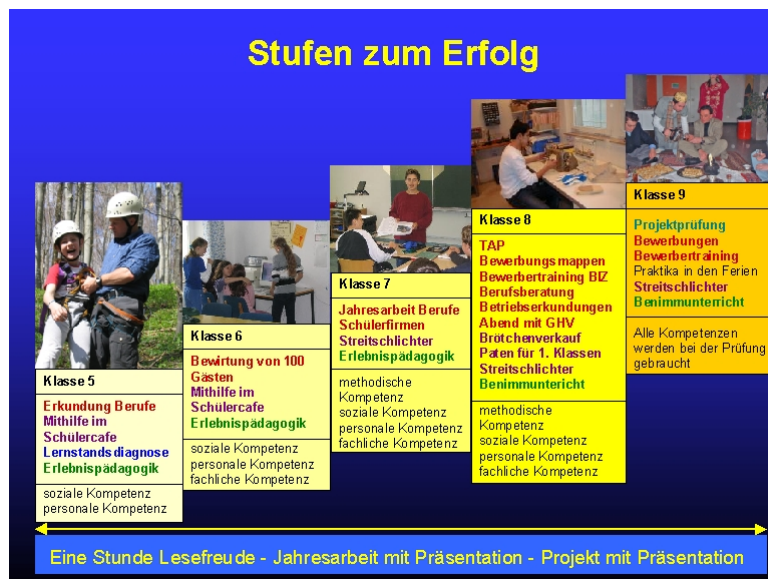 Stufen zum Erfolg
Klasse 5
Erkundung Berufe
Mithilfe im
Schülercafe
Lernstandsdiagnose
Erlebnispädagogik
soziale Kompetenz
personale Kompetenz
Klasse 6
Bewirtung von 100
Gästen
Mithilfe im
Schülercafe
Erlebnispädagogik
soziale Kompetenz
personale Kompetenz
fachliche Kompetenz
Klasse 7
Jahresarbeit Berufe
Schülerfirmen
Streitschlichter
Erlebnispädagogik
methodische
Kompetenz
soziale Kompetenz
personale Kompetenz
fachliche Kompetenz
Klasse 8
TAP
Bewerbungsmappen
Bewerbertraining BIZ
Berufsberatung
Betriebserkundungen
Abend mit GHV
Brötchenverkauf
Paten für 1. Klassen
Streitschlichter
Benimmunterícht
methodische
Kompetenz
soziale Kompetenz
personale Kompetenz
fachliche Kompetenz
Klasse 9
Projektprüfung
Bewerbungen
Bewerbertraining
Praktika in den Ferien
Streitschlichter
Benimmunterricht
Alle Kompetenzen
werden bei der Prüfung
gebraucht
Eine Stunde Lesefreude - Jahresarbeit mit Präsentation - Projekt mit Präsentation